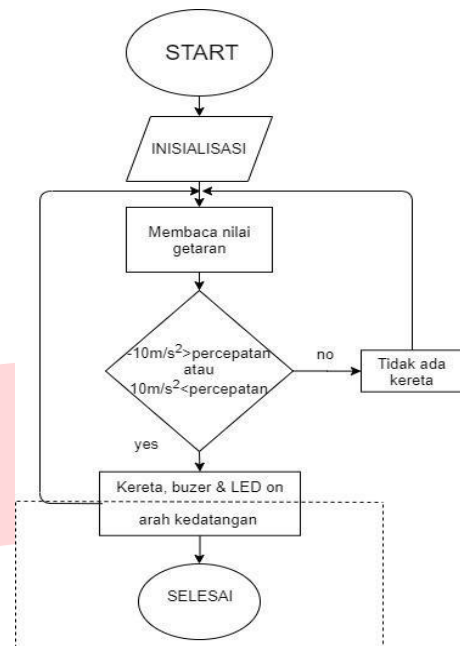 START
INISIALISASI
Membaca nilai
getaran
-10m/s²>percepatan
atau
10m/s²<percepatan
no
Tidak ada
kereta
yes
Kereta, buzer & LED on
arah kedatangan
SELESAI